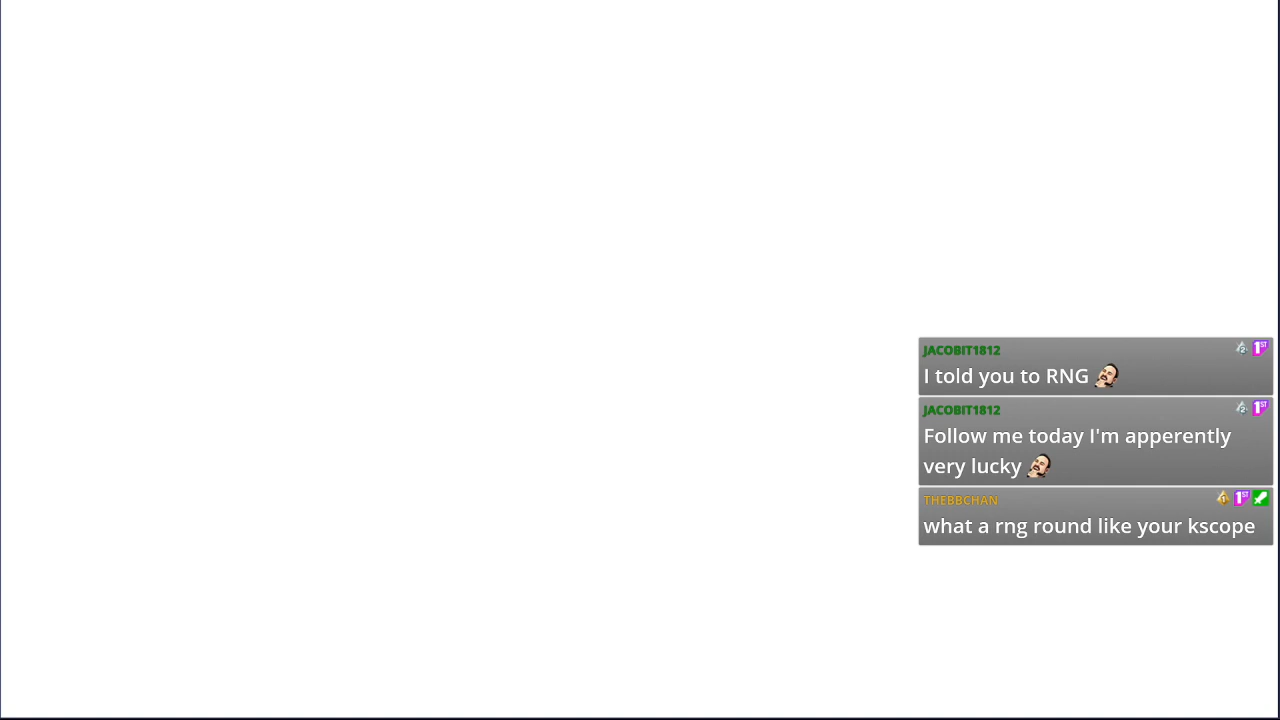 JACOBIT1812
I told you to RNG
JACOBIT1812
Follow me today I'm apperently
very lucky
THEBBCHAN
what a rng round like your kscope